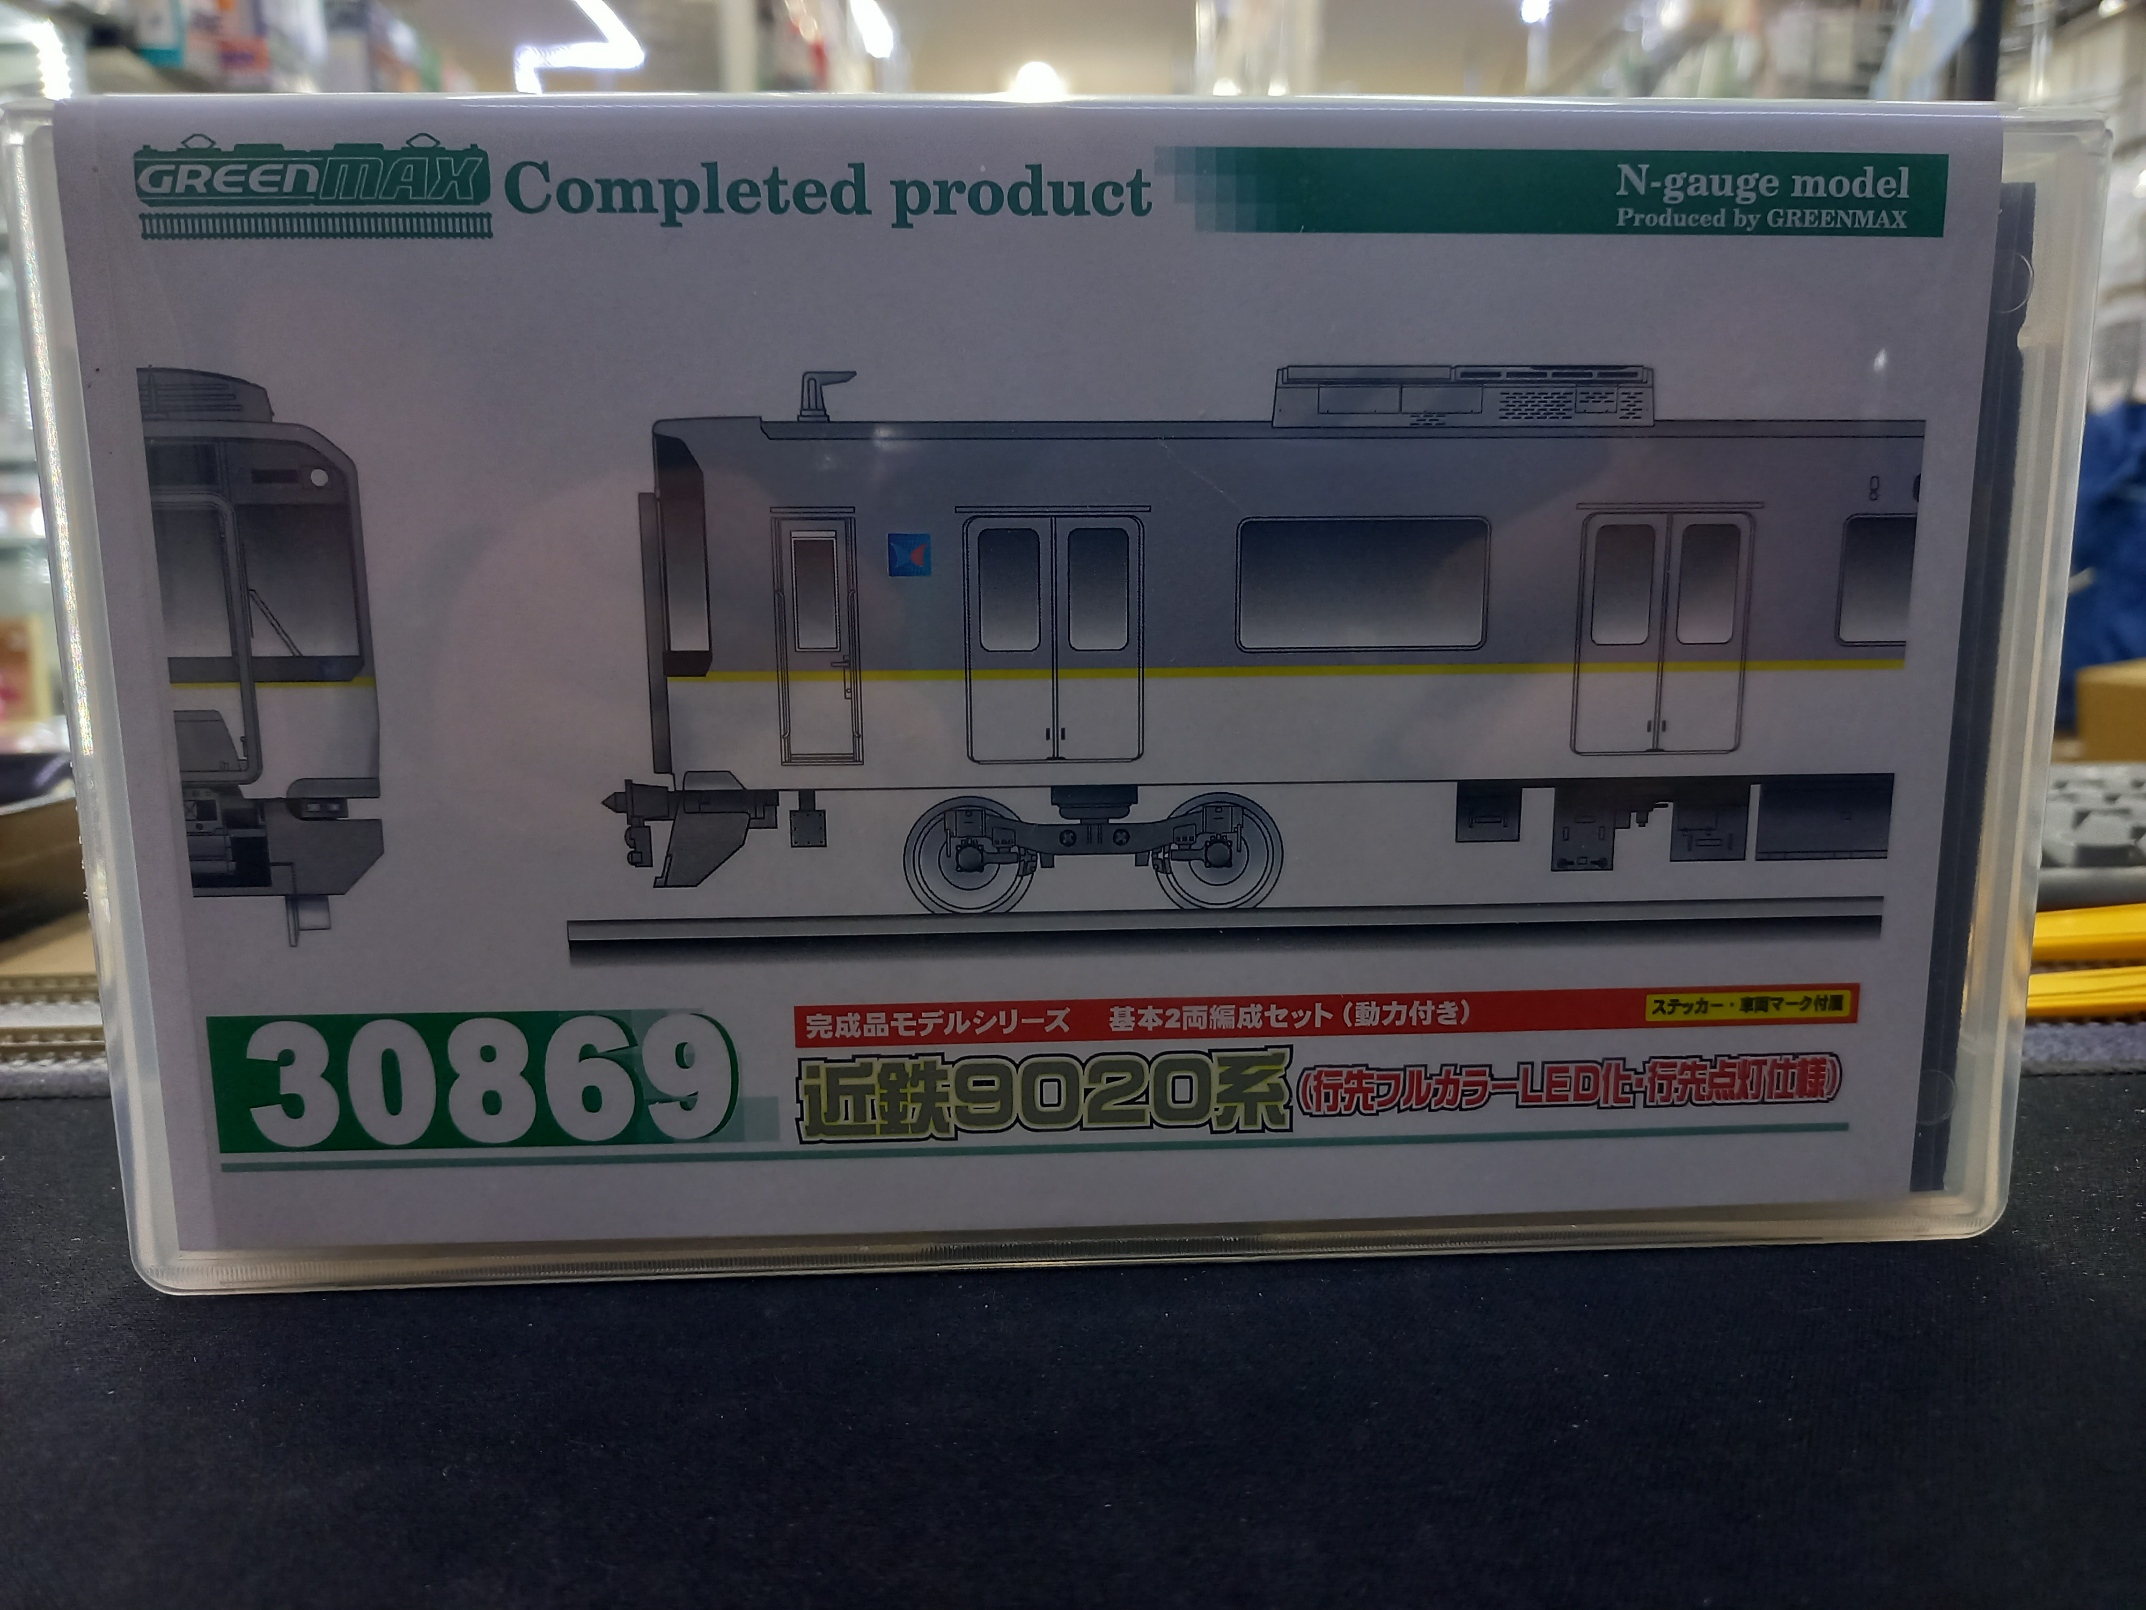 GREENMAX Completed product
N-gauge model
Produced by GREENMAX
30869
完成品モデルシリーズ 基本2両編成セット（動力付き）
ステッカー・車両マーク付属
近鉄9020系（行先フルカラーLED化・行先点灯仕様）